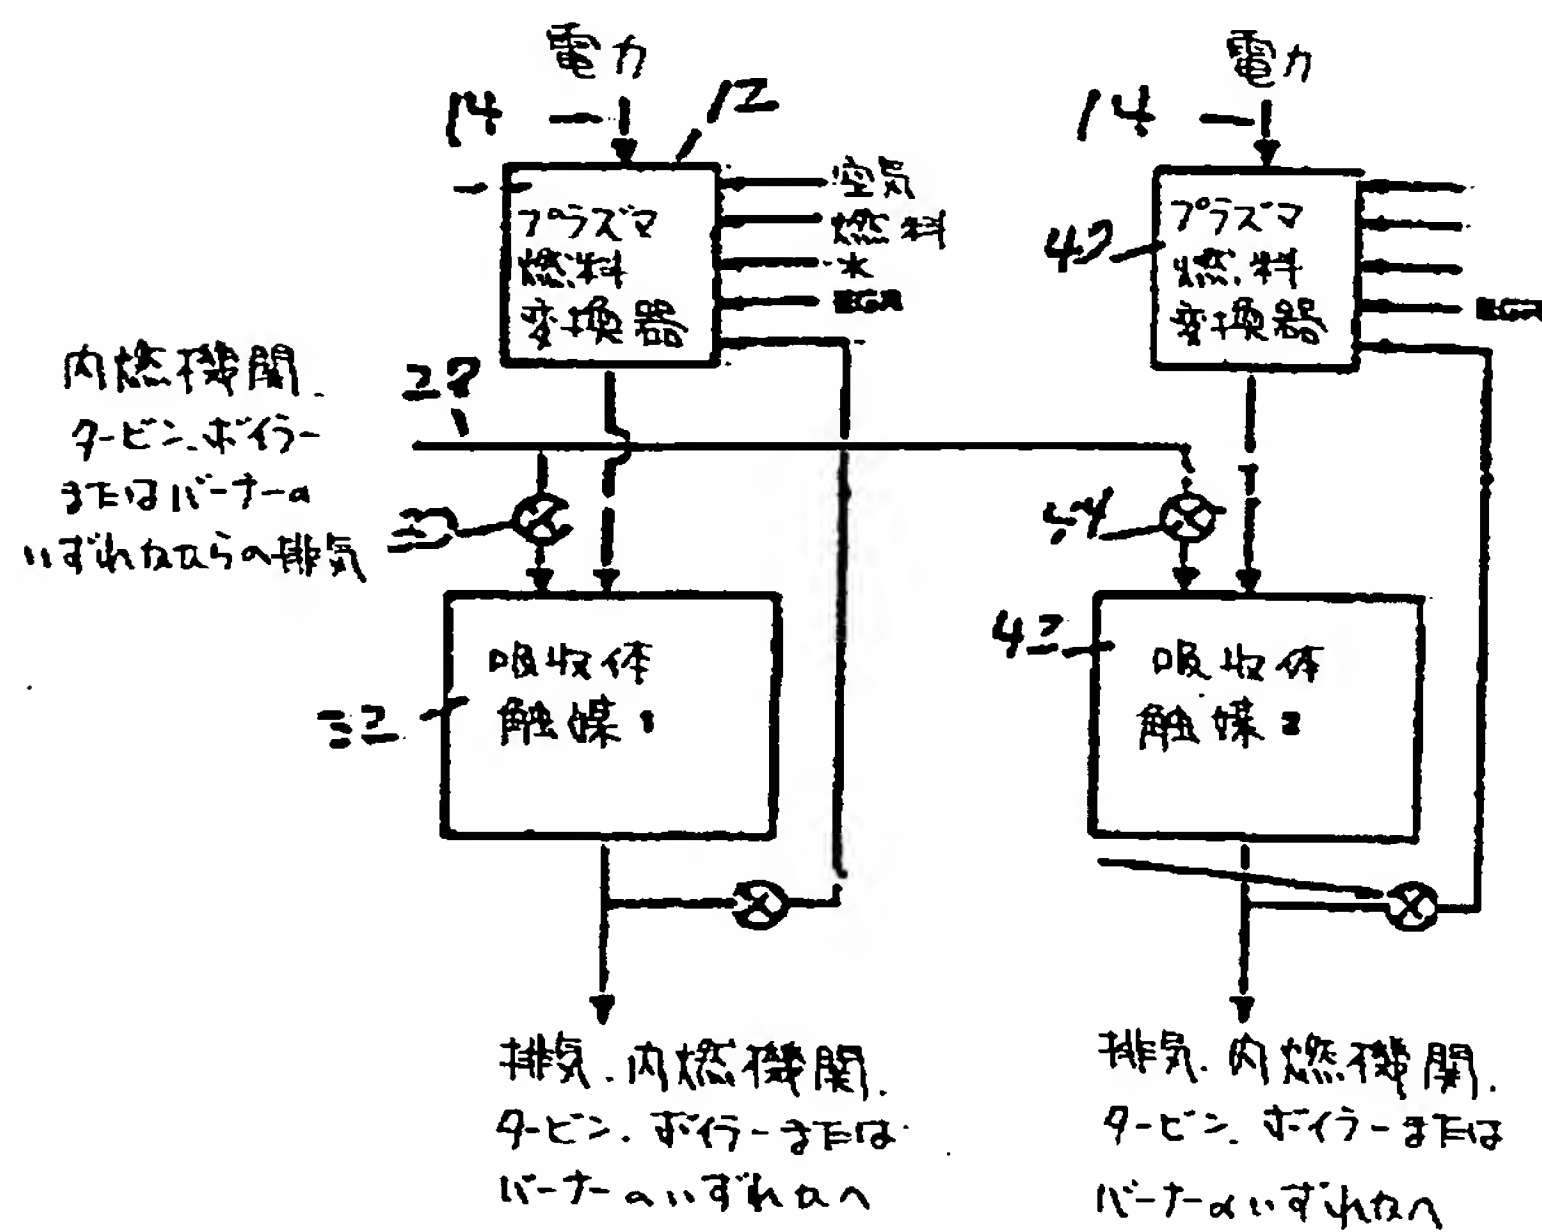 電力
14
12
プラズマ
燃料
変換器
空気
燃料
水
EGR
電力
14
プラズマ
燃料
変換器
EGR
内燃機関、
タービン、ボイラー
またはバーナーの
いずれかからの排気
吸収体
触媒1
吸収体
触媒2
排気、内燃機関、
タービン、ボイラーまたは
バーナーのいずれかへ
排気、内燃機関、
タービン、ボイラーまたは
バーナーのいずれかへ